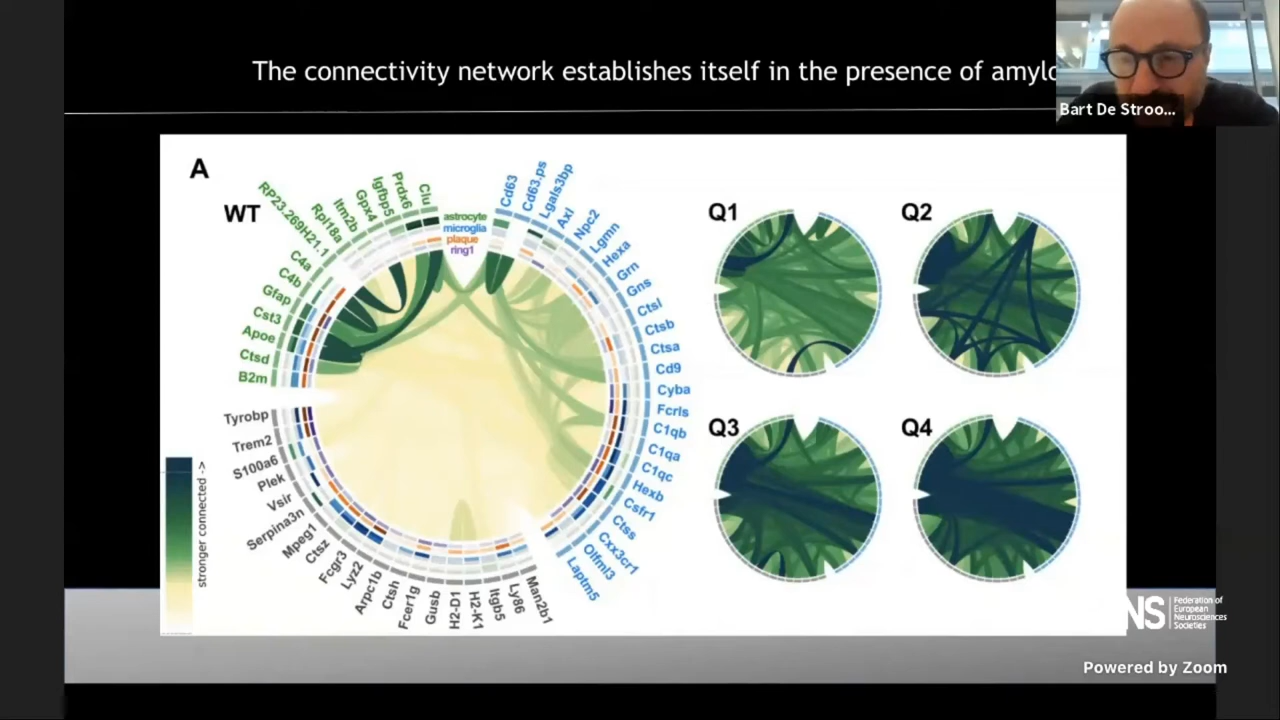 The connectivity network establishes itself in the presence of amylo
Bart De Stroo...
A
WT
RP23.269H21.1
Rpl18a
Itm2b
Gpx4
Igfbp5
Prdx6
Clu
astrocyte
microglia
plaque
ring1
Cd63
Cd63.ps
Lgals3bp
Axl
Npc2
Lgmn
Hexa
Grn
Gns
Ctsl
Ctsb
Ctsa
Cd9
Cyba
Fcrls
C1qb
C1qa
C1qc
Hexb
Csfr1
Ctss
Cx3cr1
Olfml3
Laptm5
C4a
C4b
Gfap
Cst3
Apoe
Ctsd
B2m
Tyrobp
Trem2
S100a6
Plek
Vsir
Serpina3n
Mpeg1
Ctsz
Fcgr3
Lyz2
Arpc1b
Ctsh
Fcer1g
Gusb
H2-D1
H2-K1
Itgb5
Ly86
Man2b1
stronger connected ->
Q1
Q2
Q3
Q4
NS
Federation of
European
Neurosciences
Societies
Powered by Zoom